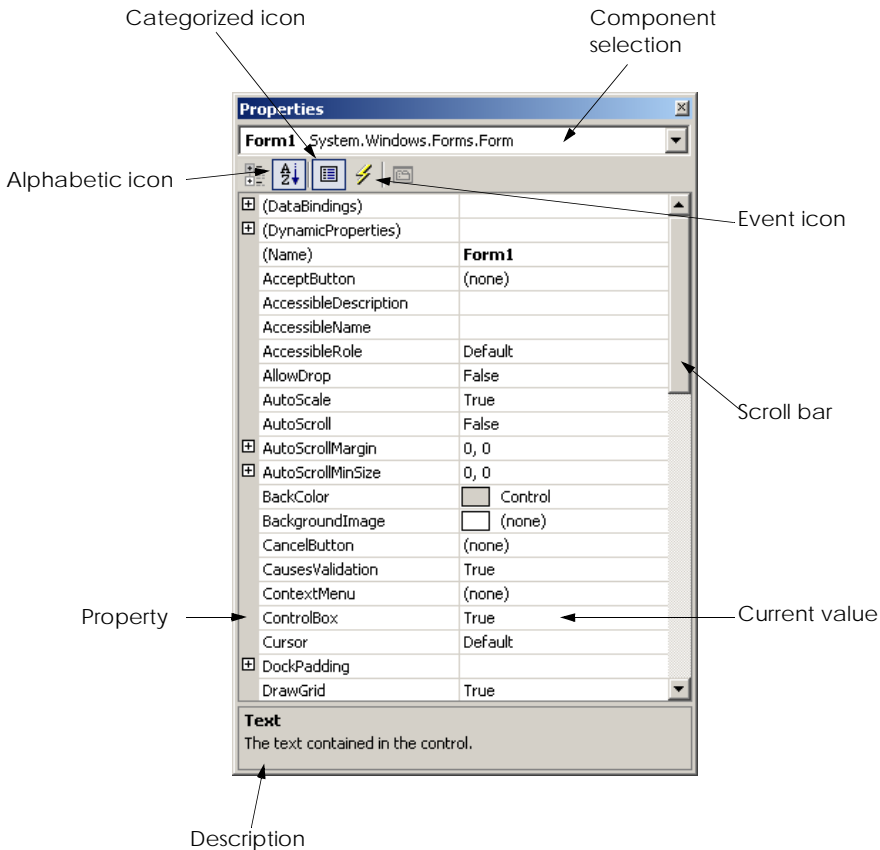 Categorized icon
Component
selection
Properties
Form1 System.Windows.Forms.Form
Alphabetic icon
Event icon
(DataBindings)
(DynamicProperties)
(Name) Form1
AcceptButton (none)
AccessibleDescription
AccessibleName
AccessibleRole Default
AllowDrop False
AutoScale True
AutoScroll False
Scroll bar
AutoScrollMargin 0, 0
AutoScrollMinSize 0, 0
BackColor Control
BackgroundImage (none)
CancelButton (none)
CausesValidation True
ContextMenu (none)
Property
ControlBox True
Current value
Cursor Default
DockPadding
DrawGrid True
Text
The text contained in the control.
Description